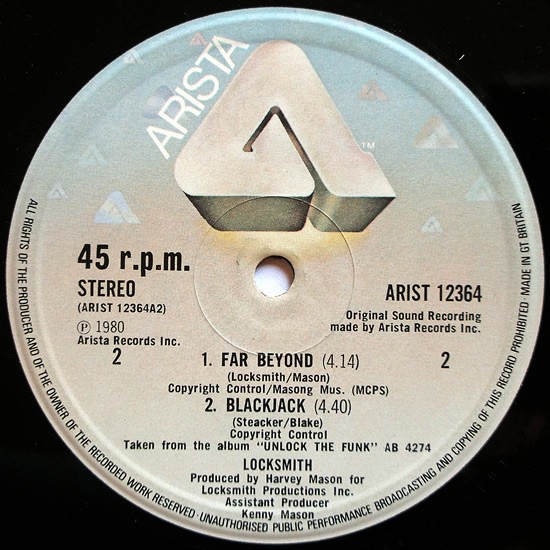 ARISTA
TM
45 r.p.m.
STEREO
(ARIST 12364A2)
Ⓟ 1980
Arista Records Inc.
2
ARIST 12364
Original Sound Recording
made by Arista Records Inc.
2
1. FAR BEYOND (4.14)
(Locksmith/Mason)
Copyright Control/Masong Mus. (MCPS)
2. BLACKJACK (4.40)
(Steacker/Blake)
Copyright Control
Taken from the album "UNLOCK THE FUNK" AB 4274
LOCKSMITH
Produced by Harvey Mason for
Locksmith Productions Inc.
Assistant Producer
Kenny Mason
ALL RIGHTS OF THE PRODUCER AND OF THE OWNER OF THE RECORDED WORK RESERVED · UNAUTHORISED PUBLIC PERFORMANCE BROADCASTING AND COPYING OF THIS RECORD PROHIBITED · MADE IN GT BRITAIN